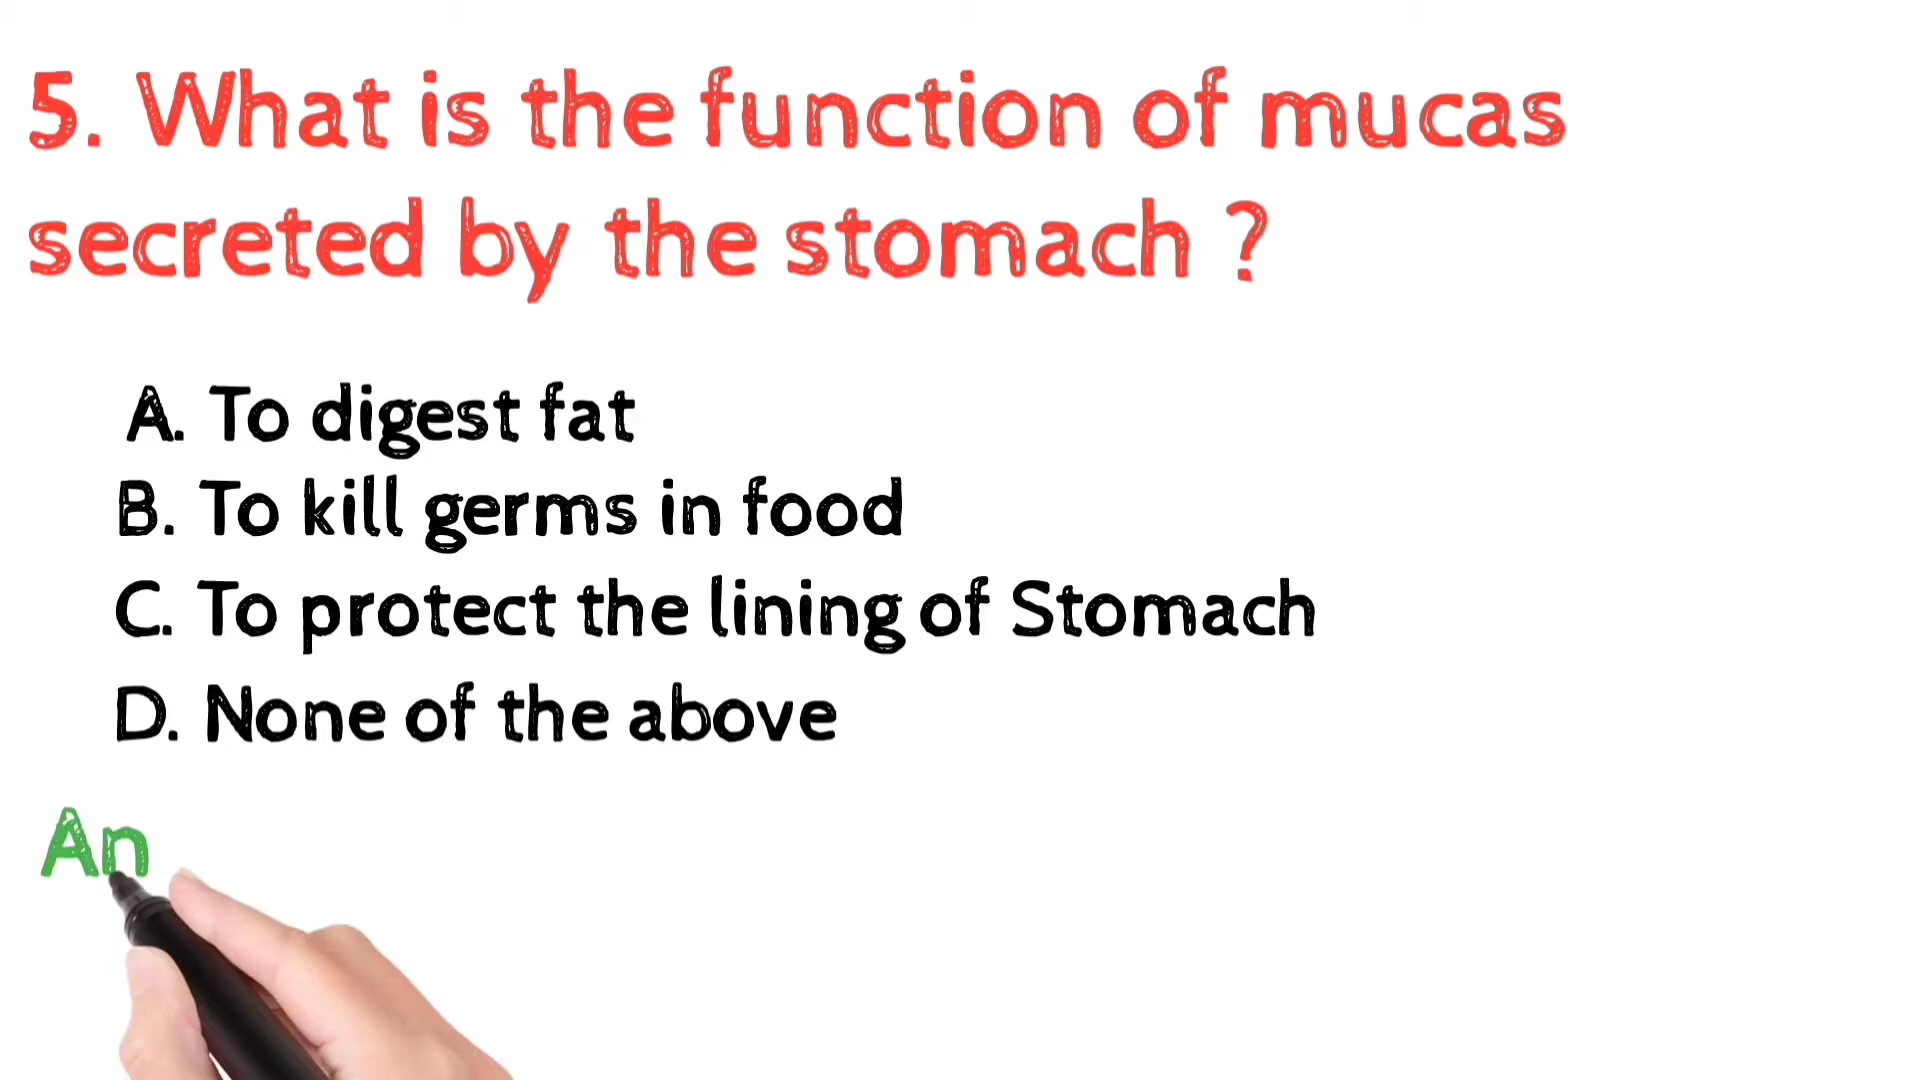 5. What is the function of mucas
secreted by the stomach ?
A. To digest fat
B. To kill germs in food
C. To protect the lining of Stomach
D. None of the above
An